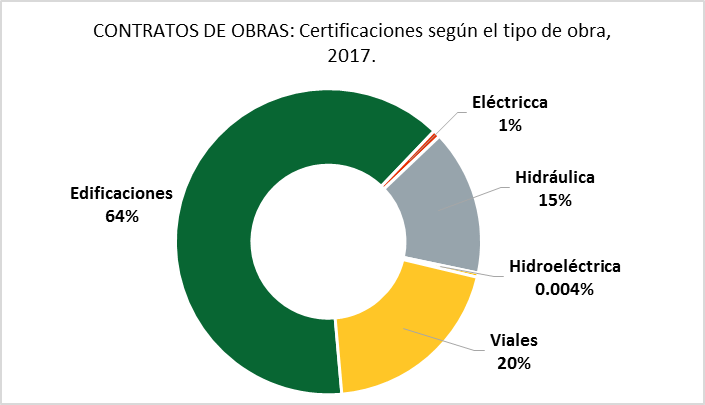 CONTRATOS DE OBRAS: Certificaciones según el tipo de obra,
2017.
Eléctricca
1%
Edificaciones
64%
Hidráulica
15%
Hidroeléctrica
0.004%
Viales
20%